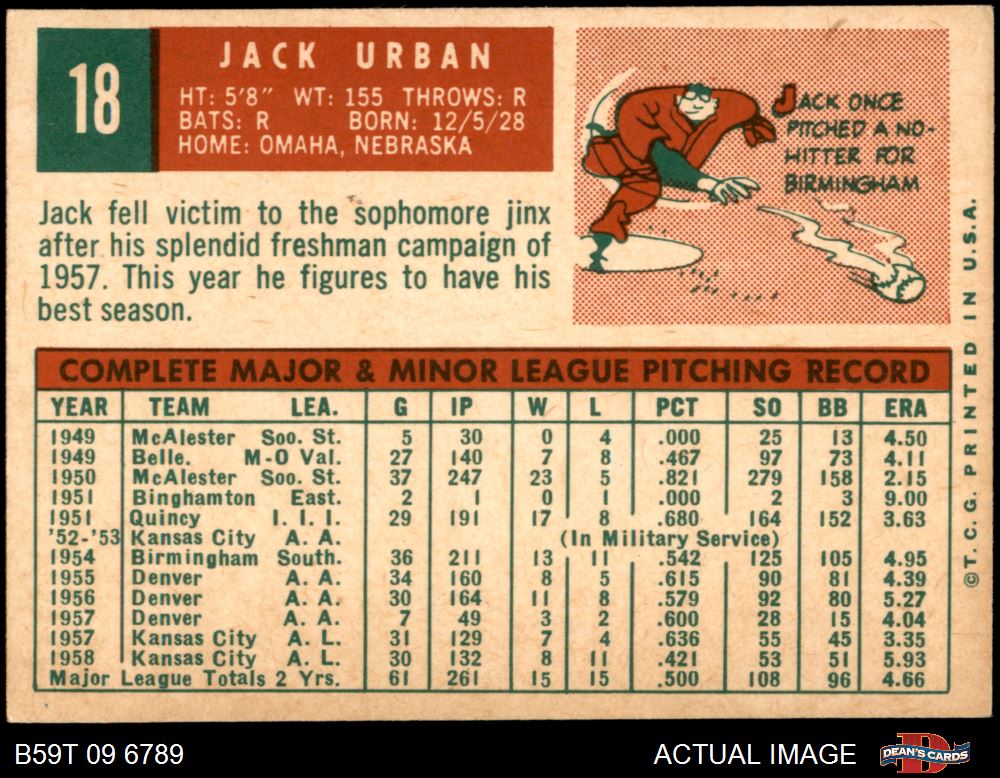 18
JACK URBAN
HT: 5'8" WT: 155 THROWS: R
BATS: R BORN: 12/5/28
HOME: OMAHA, NEBRASKA
JACK ONCE
PITCHED A NO-
HITTER FOR
BIRMINGHAM
Jack fell victim to the sophomore jinx
after his splendid freshman campaign of
1957. This year he figures to have his
best season.
COMPLETE MAJOR & MINOR LEAGUE PITCHING RECORD
YEAR TEAM LEA. G IP W L PCT SO BB ERA
1949 McAlester Soo. St. 5 30 0 4 .000 25 13 4.50
1949 Belle. M-O Val. 27 140 7 8 .467 97 73 4.11
1950 McAlester Soo. St. 37 247 23 5 .821 279 158 2.15
1951 Binghamton East. 2 1 0 1 .000 2 3 9.00
1951 Quincy I. I. I. 29 191 17 8 .680 164 152 3.63
'52-'53 Kansas City A. A. (In Military Service)
1954 Birmingham South. 36 211 13 11 .542 125 105 4.95
1955 Denver A. A. 34 160 8 5 .615 90 81 4.39
1956 Denver A. A. 30 164 11 8 .579 92 80 5.27
1957 Denver A. A. 7 49 3 2 .600 28 15 4.04
1957 Kansas City A. L. 31 129 7 4 .636 55 45 3.35
1958 Kansas City A. L. 30 132 8 11 .421 53 51 5.93
Major League Totals 2 Yrs. 61 261 15 15 .500 108 96 4.66
©T. C. G. PRINTED IN U.S.A.
B59T 09 6789
ACTUAL IMAGE
DEAN'S CARDS